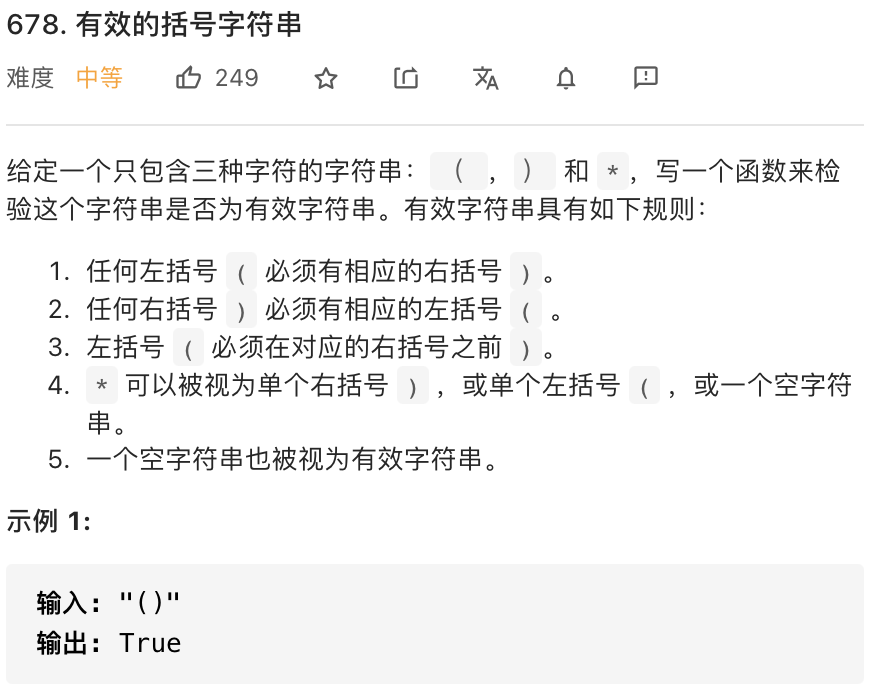 678. 有效的括号字符串
难度 中等 249
给定一个只包含三种字符的字符串：（ ，） 和 *，写一个函数来检
验这个字符串是否为有效字符串。有效字符串具有如下规则：
1. 任何左括号 ( 必须有相应的右括号 )。
2. 任何右括号 ) 必须有相应的左括号 ( 。
3. 左括号 ( 必须在对应的右括号之前 )。
4. * 可以被视为单个右括号 ) ，或单个左括号 ( ，或一个空字符
串。
5. 一个空字符串也被视为有效字符串。
示例 1:
输入: "()"
输出: True